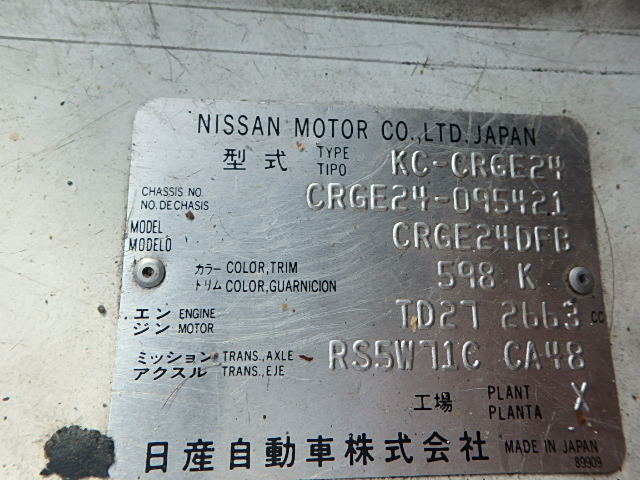 NISSAN MOTOR CO.,LTD.JAPAN
型式 TYPE TIPO KC-CRGE24
CHASSIS NO. NO.DECHASIS CRGE24-095421
MODEL MODELO CRGE24DFB
カラー COLOR,TRIM
トリム COLOR,GUARNICION 598 K
エンジン ENGINE MOTOR TD27 2663 CC
ミッション TRANS.,AXLE
アクスル TRANS.,EJE RS5W71C CA48
工場 PLANT PLANTA X
日産自動車株式会社 MADE IN JAPAN
89909